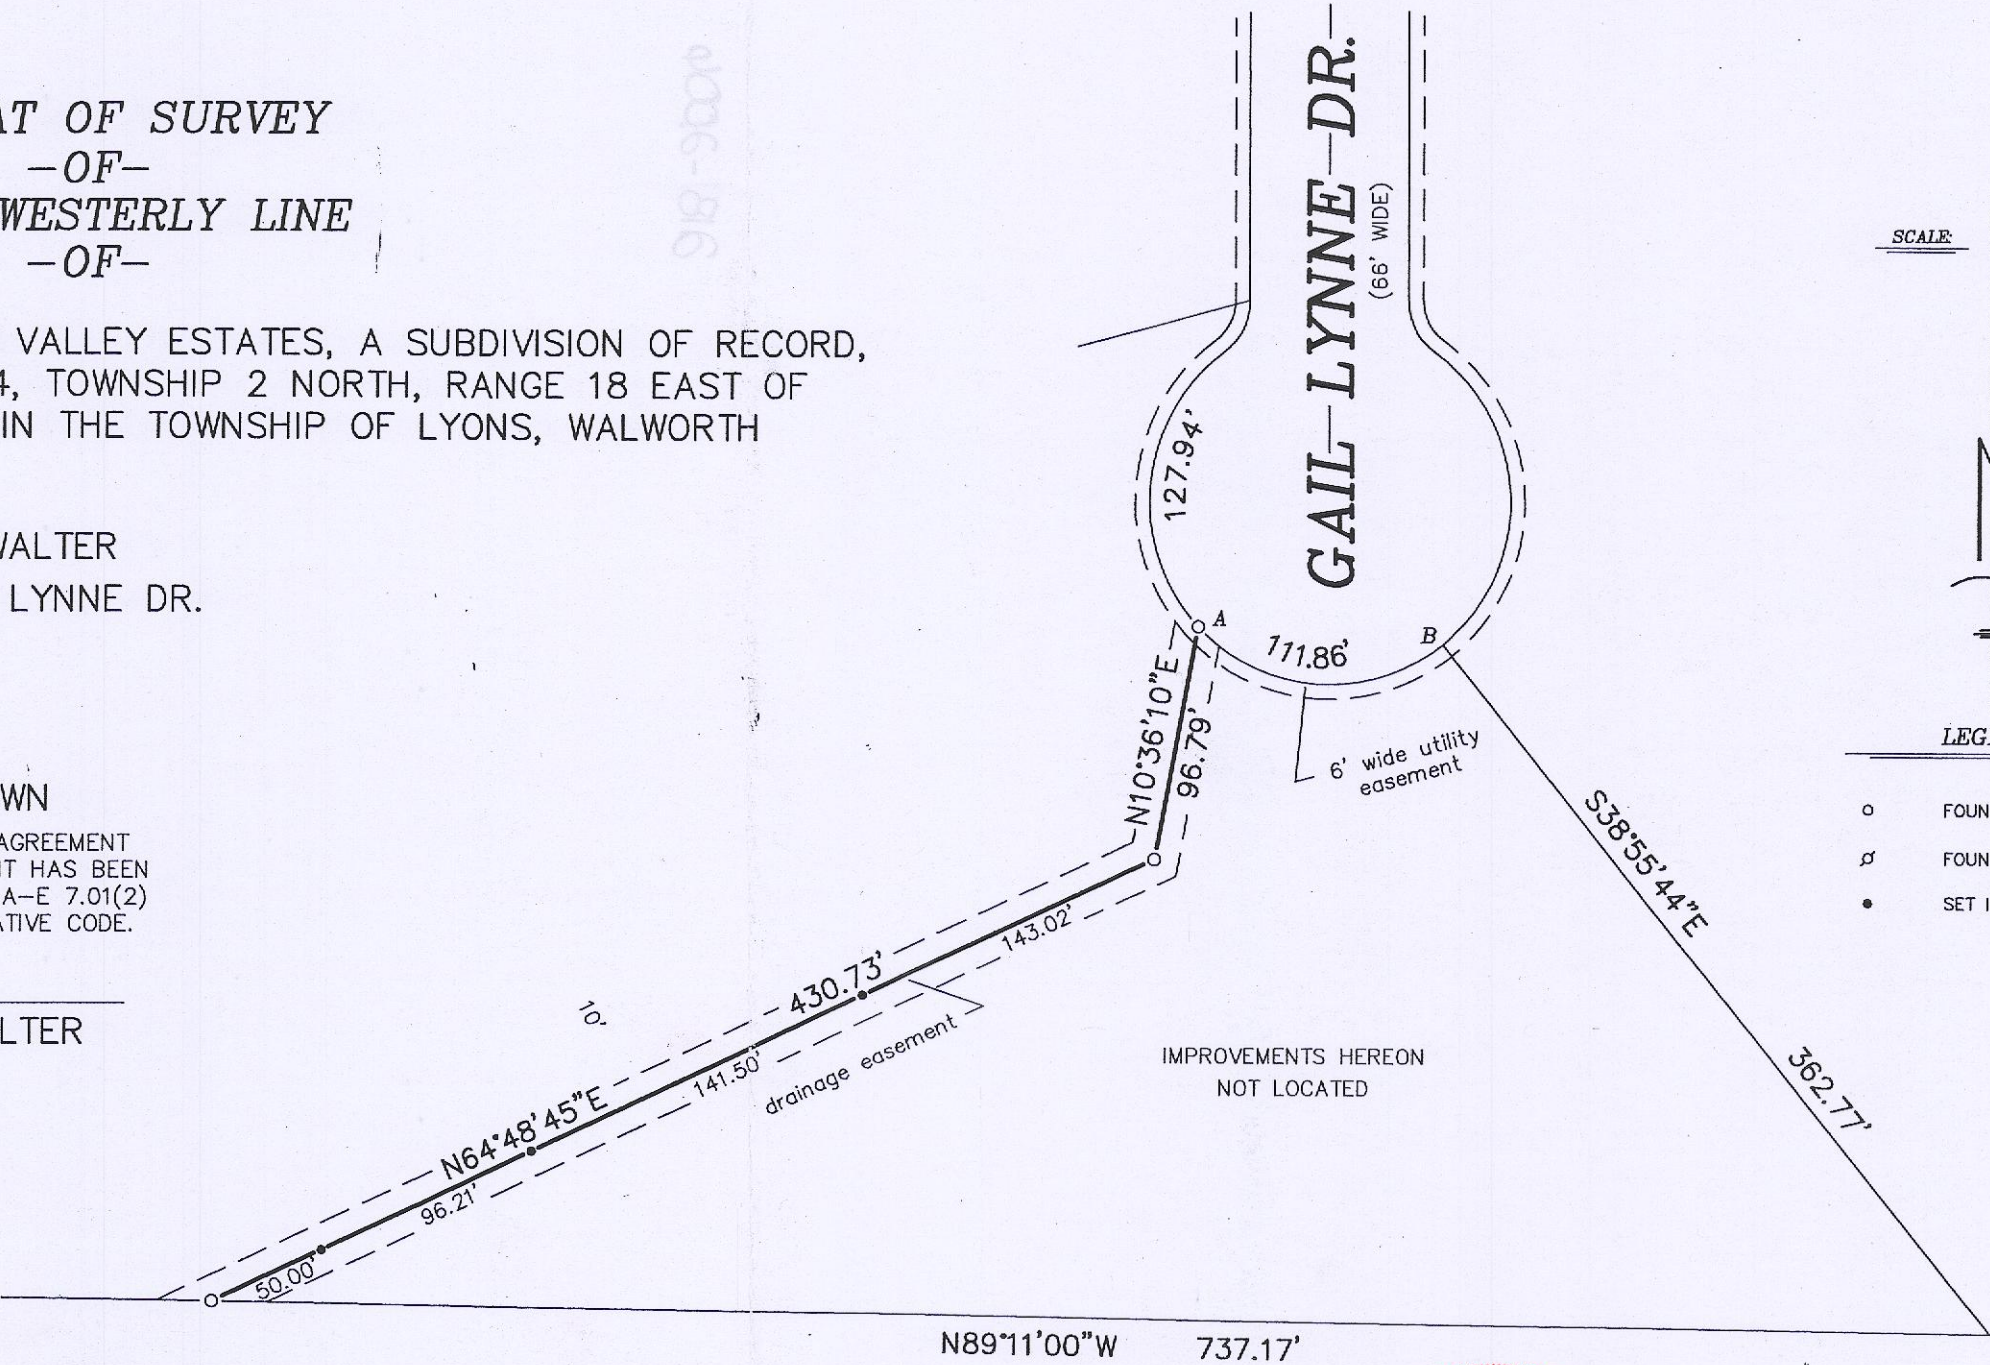 AT OF SURVEY
-OF-
WESTERLY LINE
-OF-
VALLEY ESTATES, A SUBDIVISION OF RECORD,
4, TOWNSHIP 2 NORTH, RANGE 18 EAST OF
IN THE TOWNSHIP OF LYONS, WALWORTH
WALTER
LYNNE DR.
WN
AGREEMENT
IT HAS BEEN
A-E 7.01(2)
ATIVE CODE.
LTER
98-9004
GAIL LYNNE DR.
(66' WIDE)
127.94'
A
111.86'
B
N10°36'10"E
96.79'
6' wide utility
easement
S38°55'44"E
362.77'
430.73'
143.02'
10'
141.50'
drainage easement
N64°48'45"E
96.21'
50.00'
IMPROVEMENTS HEREON
NOT LOCATED
N89°11'00"W 737.17'
SCALE:
LEG
FOUN
FOUN
SET I